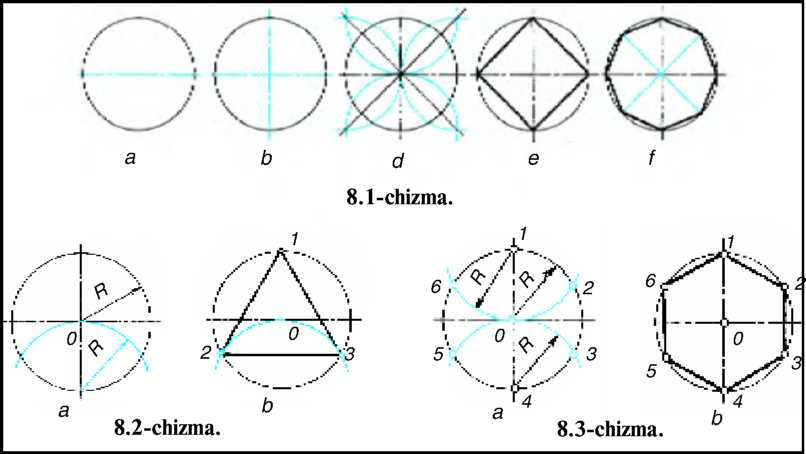 a b d e f
8.1-chizma.
R
0
R
a
1
0
2 3
b
8.2-chizma.
1
6 R R 2
0
5 R 3
4
a
1
6 2
0
5 3
4
b
8.3-chizma.